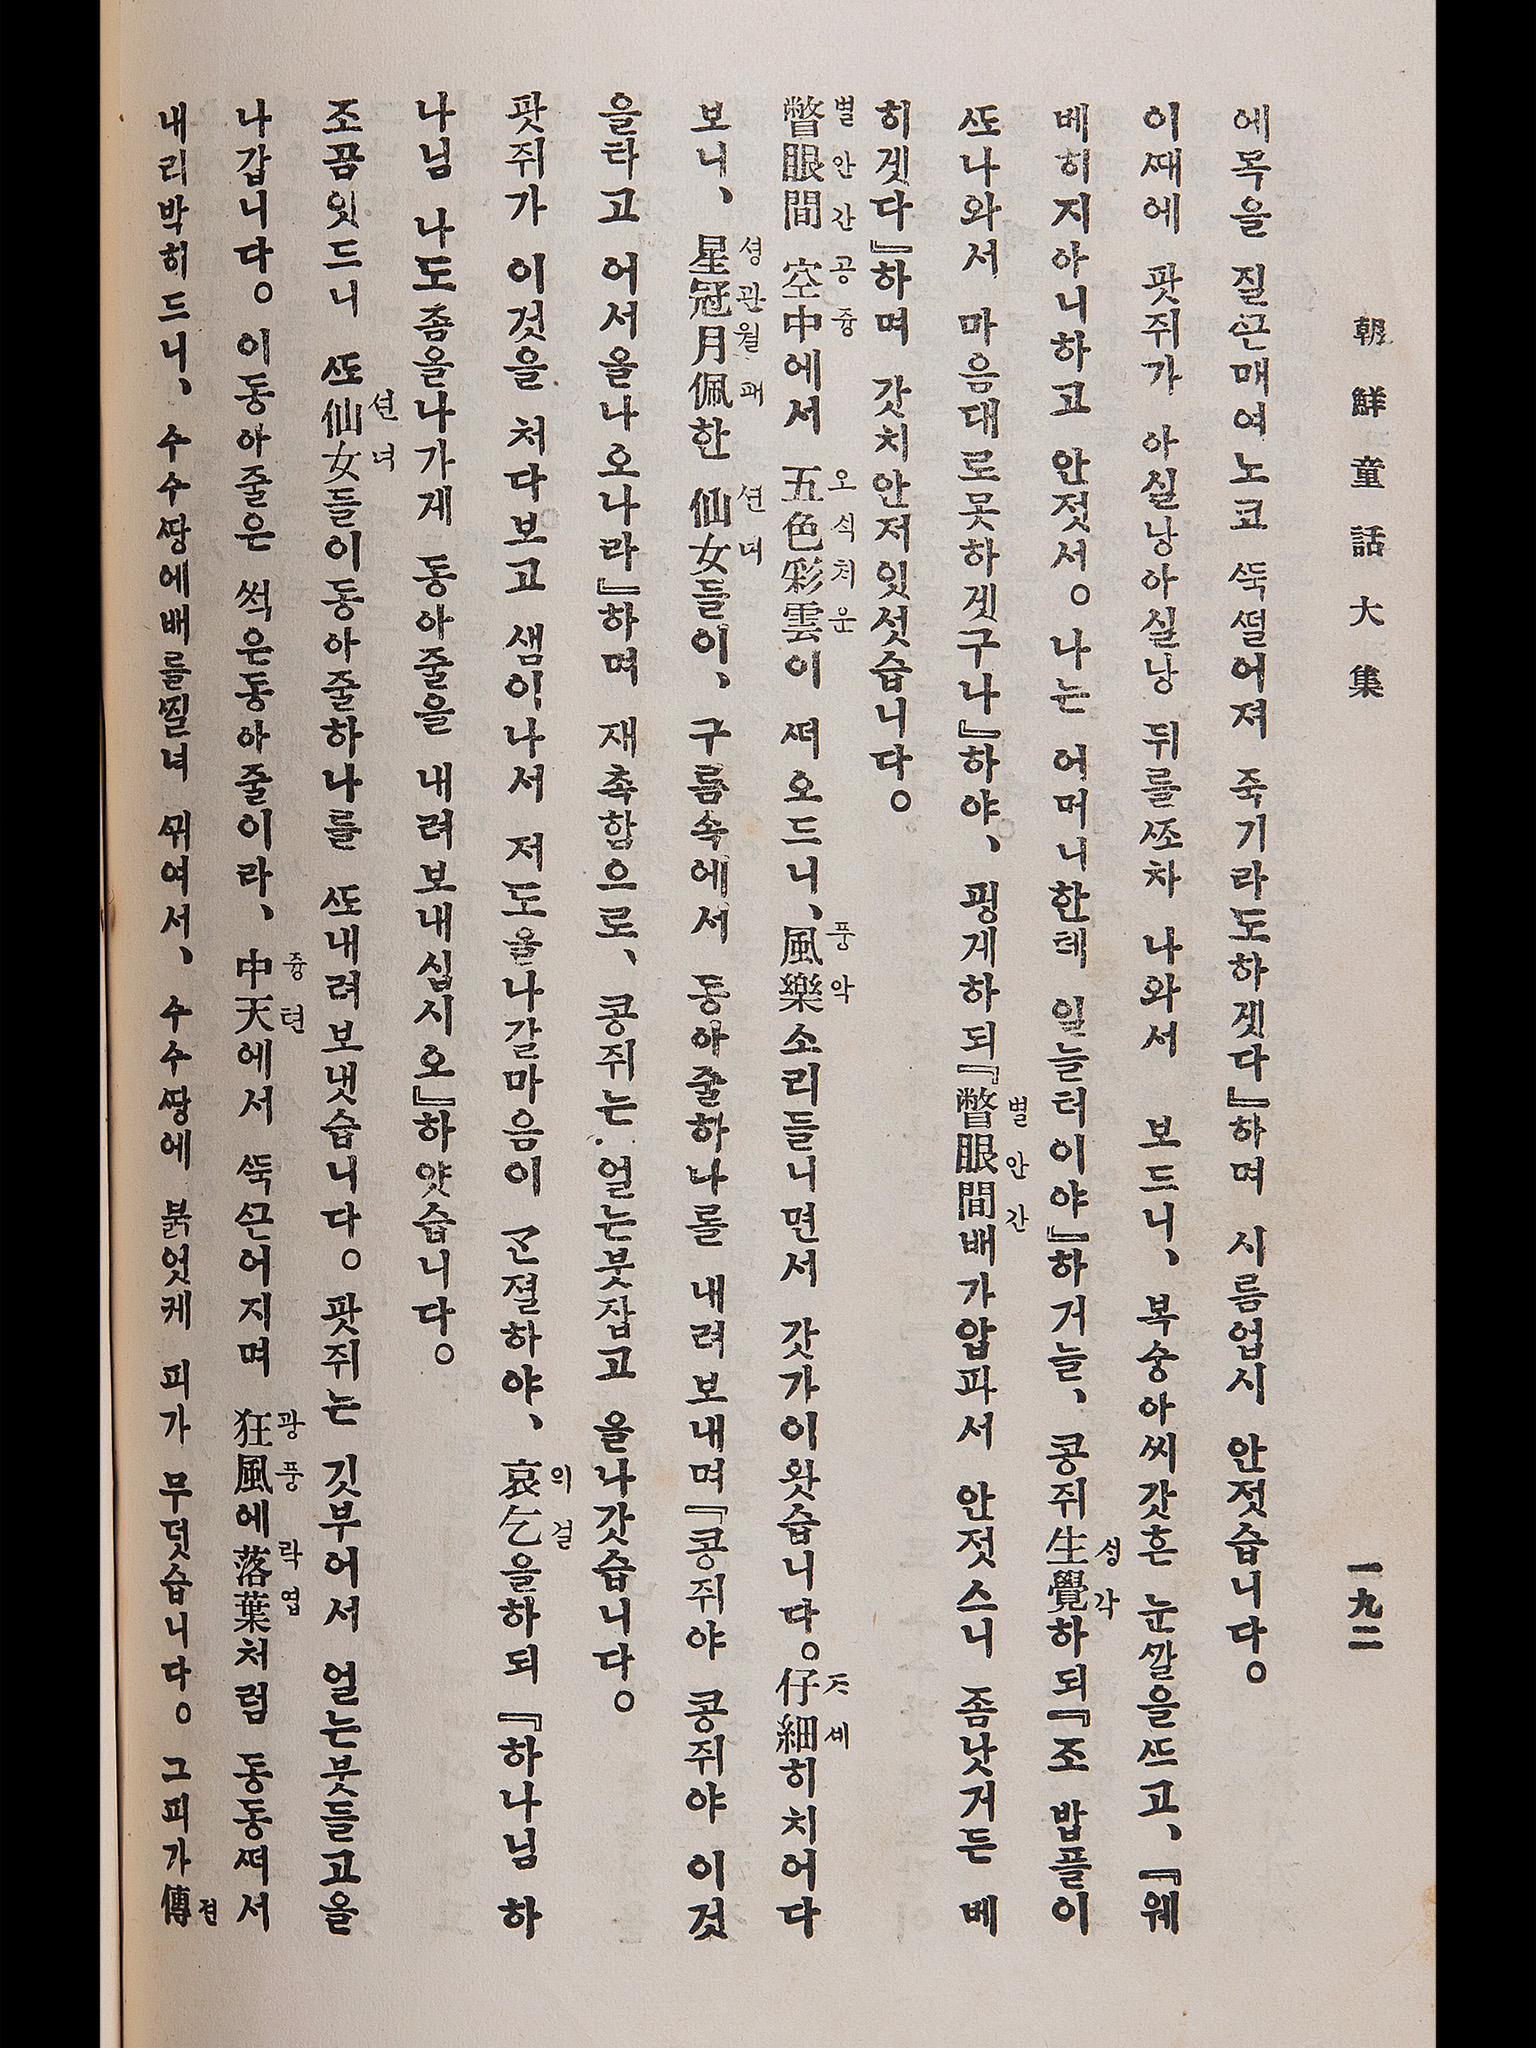 朝鮮童話大集
一九二
에목을 질끈매여노코 뚝떨어져 죽기라도하겟다』하며 시름업시 안젓습니다。
이때에 팟쥐가 아실낭아실낭 뒤를쪼차 나와서 보드니、복숭아씨갓흔 눈깔을뜨고、『웨
베히지아니하고 안젓서。나는 어머니한테 일늘터이야』하거늘、콩쥐生覺하되『조 밥플이
또나와서 마음대로못하겟구나』하야、핑계하되『瞥眼間배가압파서 안젓스니 좀낫거든 베
히겟다』하며 갓치안저잇섯습니다。
瞥眼間 空中에서 五色彩雲이 떠오드니、風樂소리들니면서 갓가이왓습니다。仔細히치어다
보니、星冠月佩한 仙女들이、구름속에서 동아줄하나를 내려보내며『콩쥐야 콩쥐야 이것
을타고 어서올나오나라』하며 재촉함으로、콩쥐는 얼는붓잡고 올나갓습니다。
팟쥐가 이것을 처다보고 샘이나서 저도올나갈마음이 ᄀᆞᆫ졀하야、哀乞을하되『하나님 하
나님 나도좀올나가게 동아줄을 내려보내십시오』하얏습니다。
조곰잇드니 또仙女들이동아줄하나를 또내려보냇습니다。팟쥐는 깃부어서 얼는붓들고올
나갑니다。이동아줄은 썩은동아줄이라、中天에서 뚝끈어지며 狂風에落葉처럼 동동떠서
내리박히드니、수수땅에배를찔녀 뀌여서、수수땅에 붉엇케 피가 무덧습니다。그피가傳